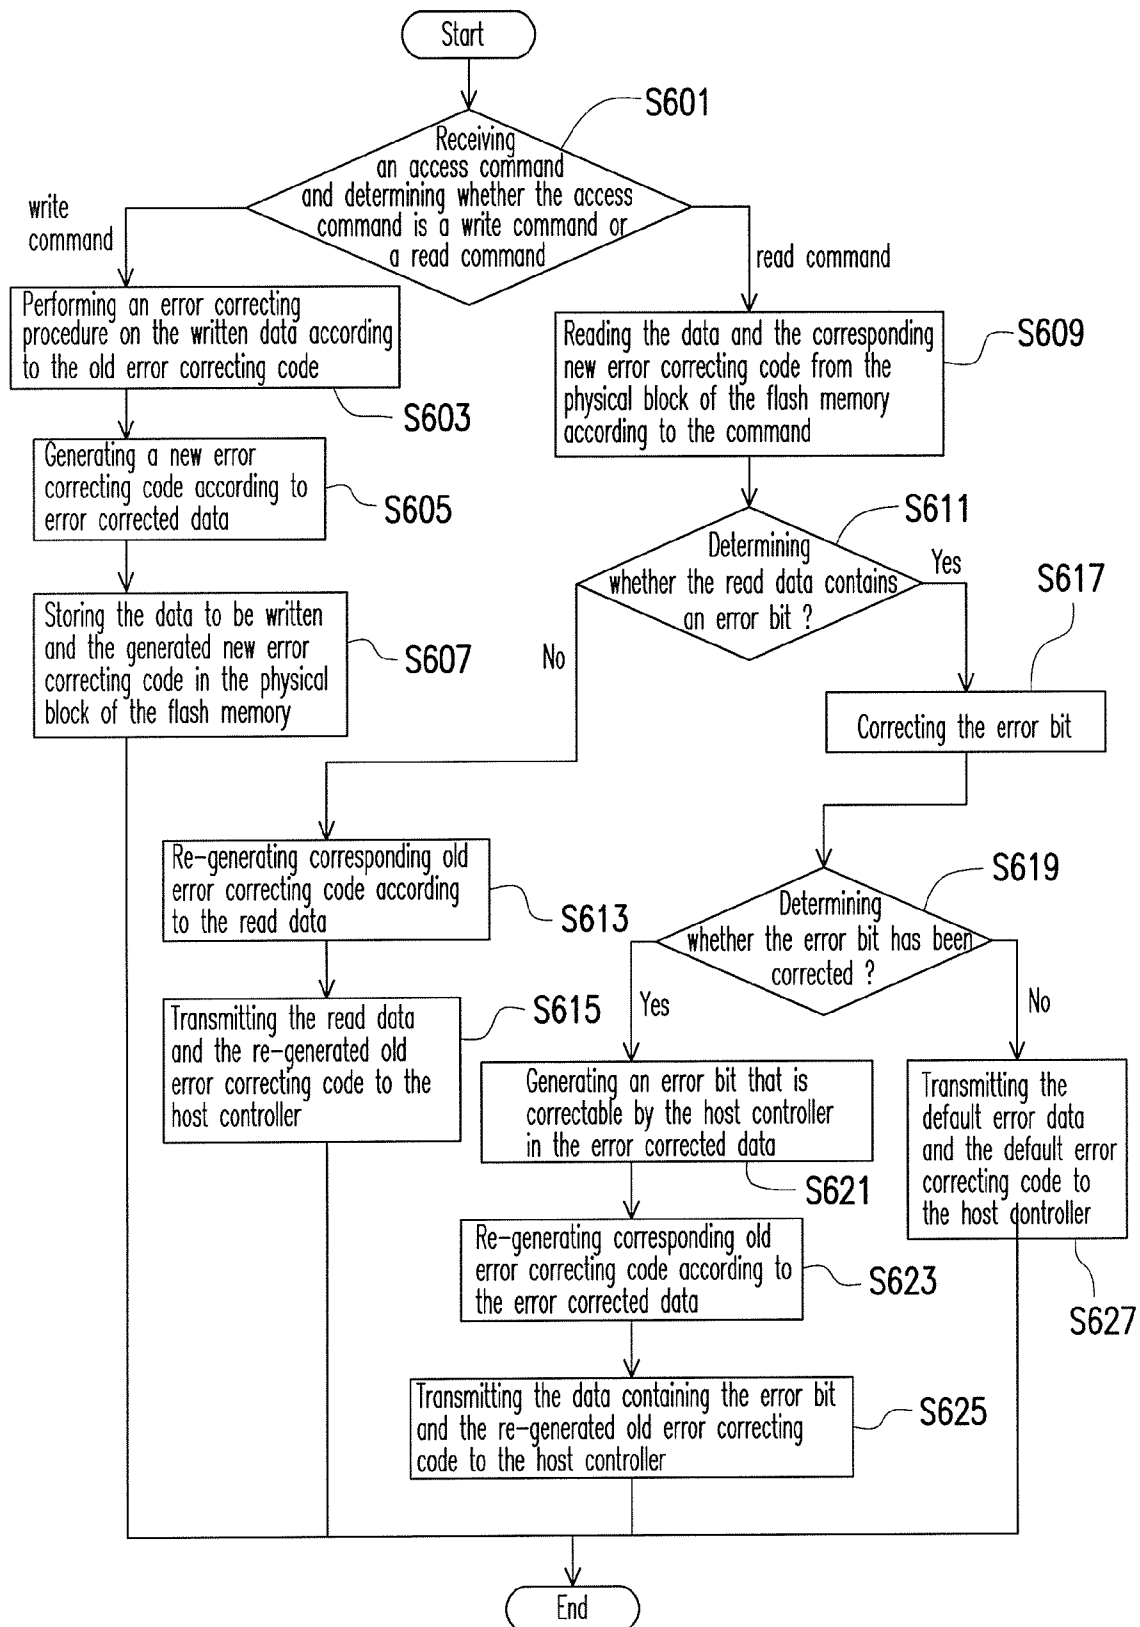 Start
S601
Receiving
an access command
and determining whether the access
command is a write command or
a read command
write
command
read command
Performing an error correcting
procedure on the written data according
to the old error correcting code
S603
Reading the data and the corresponding
new error correcting code from the
physical block of the flash memory
according to the command
S609
Generating a new error
correcting code according to
error corrected data
S605
S611
Determining
whether the read data contains
an error bit ?
Yes
No
S617
Storing the data to be written
and the generated new error
correcting code in the physical
block of the flash memory
S607
Correcting the error bit
Re-generating corresponding old
error correcting code according
to the read data
S613
S619
Determining
whether the error bit has been
corrected ?
Yes
No
Transmitting the read data
and the re-generated old
error correcting code to the
host controller
S615
Generating an error bit that is
correctable by the host controller
in the error corrected data
S621
Transmitting the
default error data
and the default error
correcting code to
the host controller
S627
Re-generating corresponding old
error correcting code according to
the error corrected data
S623
Transmitting the data containing the error bit
and the re-generated old error correcting
code to the host controller
S625
End